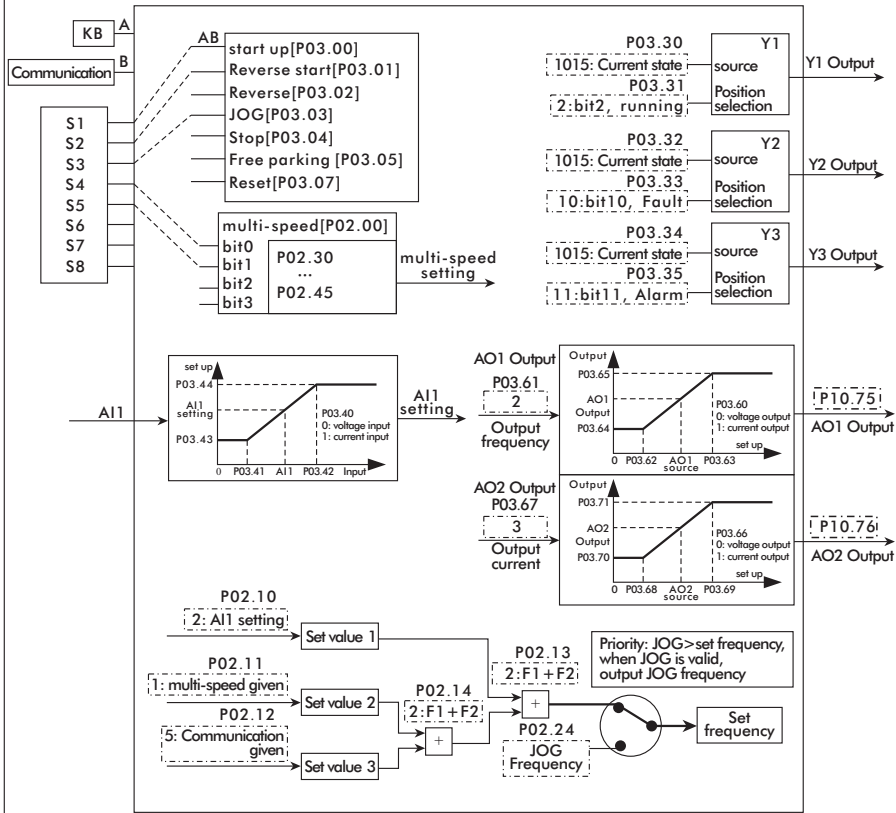 KB
A
Communication
B
S1
S2
S3
S4
S5
S6
S7
S8
AB
start up[P03.00]
Reverse start[P03.01]
Reverse[P03.02]
JOG[P03.03]
Stop[P03.04]
Free parking [P03.05]
Reset[P03.07]
multi-speed[P02.00]
bit0
bit1
bit2
bit3
P02.30
...
P02.45
multi-speed
setting
P03.30
1015: Current state
P03.31
2:bit2, running
Y1
source
Position
selection
Y1 Output
P03.32
1015: Current state
P03.33
10:bit10, Fault
Y2
source
Position
selection
Y2 Output
P03.34
1015: Current state
P03.35
11:bit11, Alarm
Y3
source
Position
selection
Y3 Output
AI1
set up
P03.44
AI1
setting
P03.43
P03.40
0: voltage input
1: current input
0
P03.41
AI1
P03.42
Input
AI1
setting
AO1 Output
P03.61
2
Output
frequency
Output
P03.65
AO1
Output
P03.64
P03.60
0: voltage output
1: current output
set up
0
P03.62
AO1
source
P03.63
P10.75
AO1 Output
AO2 Output
P03.67
3
Output
current
Output
P03.71
AO2
Output
P03.70
P03.66
0: voltage output
1: current output
set up
0
P03.68
AO2
source
P03.69
P10.76
AO2 Output
P02.10
2: AI1 setting
Set value 1
P02.11
1: multi-speed given
Set value 2
P02.12
5: Communication
given
Set value 3
P02.14
2:F1+F2
+
P02.13
2:F1+F2
+
P02.24
JOG
Frequency
Priority: JOG>set frequency,
when JOG is valid,
output JOG frequency
Set
frequency